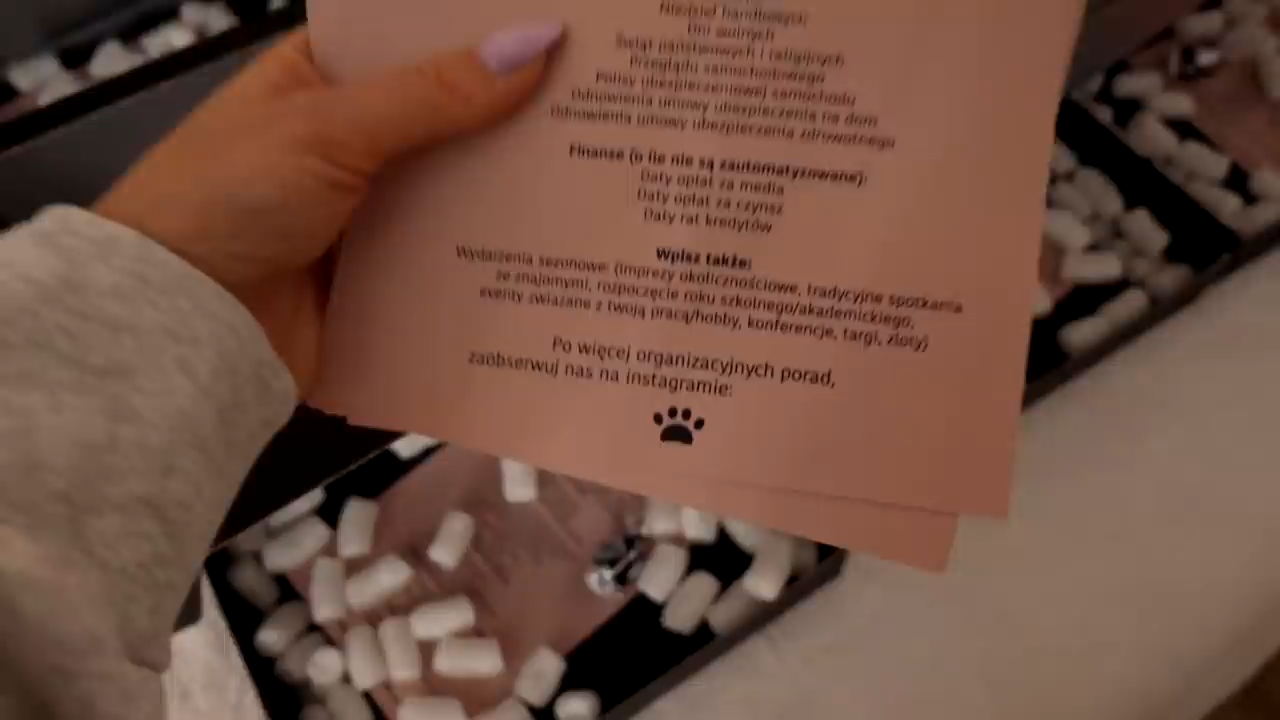 Niedziel handlowych
Dni wolnych
Świąt państwowych i religijnych
Przeglądu samochodowego
Polisy ubezpieczeniowej samochodu
Odnowienia umowy ubezpieczenia na dom
Odnowienia umowy ubezpieczenia zdrowotnego
Finanse (o ile nie są zautomatyzowane):
Daty opłat za media
Daty opłat za czynsz
Daty rat kredytów
Wpisz także:
Wydarzenia sezonowe: (imprezy okolicznościowe, tradycyjne spotkania
ze znajomymi, rozpoczęcie roku szkolnego/akademickiego,
eventy związane z twoją pracą/hobby, konferencje, targi, zloty)
Po więcej organizacyjnych porad,
zaobserwuj nas na instagramie: